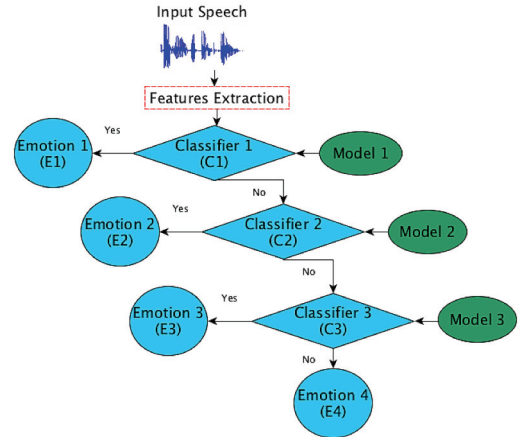 Input Speech
Features Extraction
Emotion 1
(E1)
Yes
Classifier 1
(C1)
Model 1
No
Emotion 2
(E2)
Yes
Classifier 2
(C2)
Model 2
No
Emotion 3
(E3)
Yes
Classifier 3
(C3)
Model 3
No
Emotion 4
(E4)